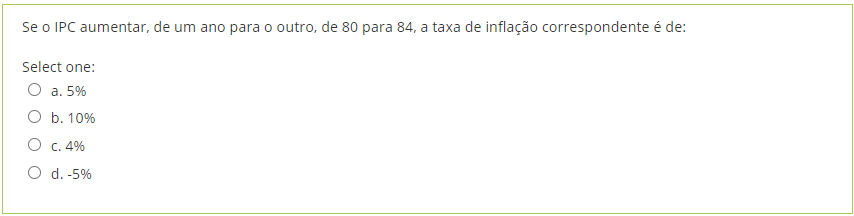 Se o IPC aumentar, de um ano para o outro, de 80 para 84, a taxa de inflação correspondente é de:
Select one:
a. 5%
b. 10%
c. 4%
d. -5%